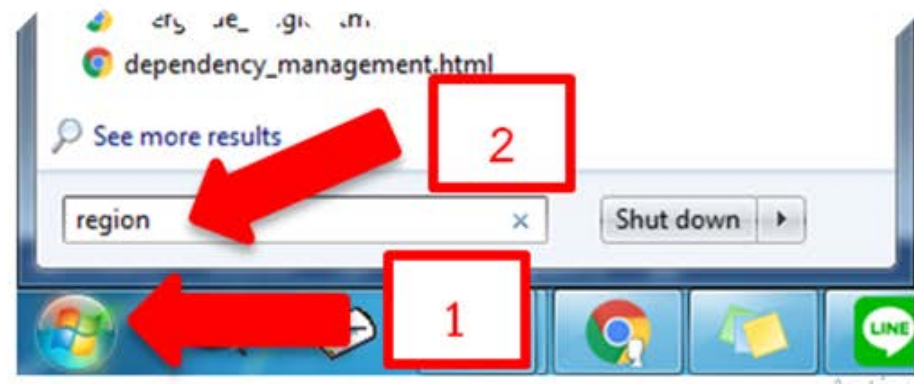 dependency_management.html
See more results
2
region
Shut down
1
LINE